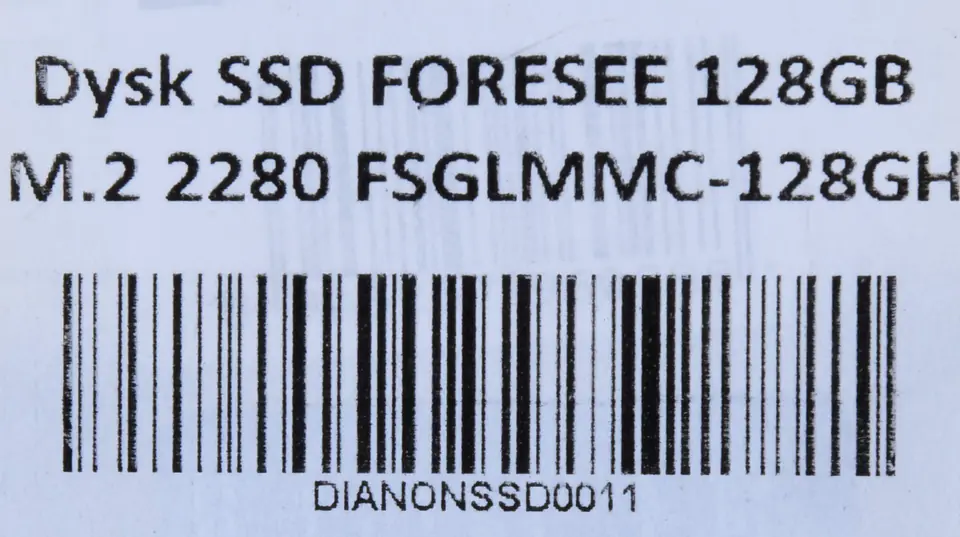 Dysk SSD FORESEE 128GB
M.2 2280 FSGLMMC-128GH
DIANONSSD0011